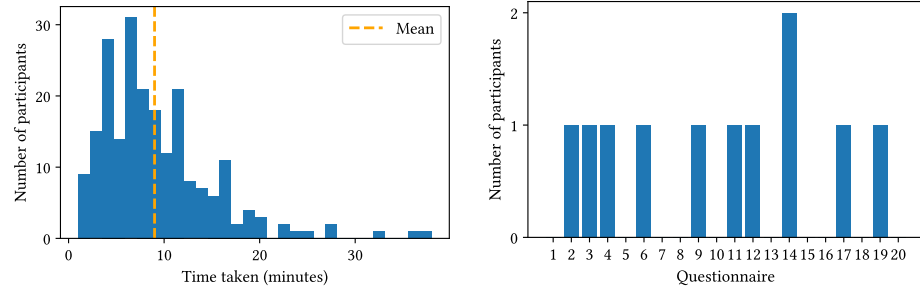 Number of participants
30
20
10
0
Mean
0 10 20 30
Time taken (minutes)
Number of participants
2
1
0
1 2 3 4 5 6 7 8 9 10 11 12 13 14 15 16 17 18 19 20
Questionnaire